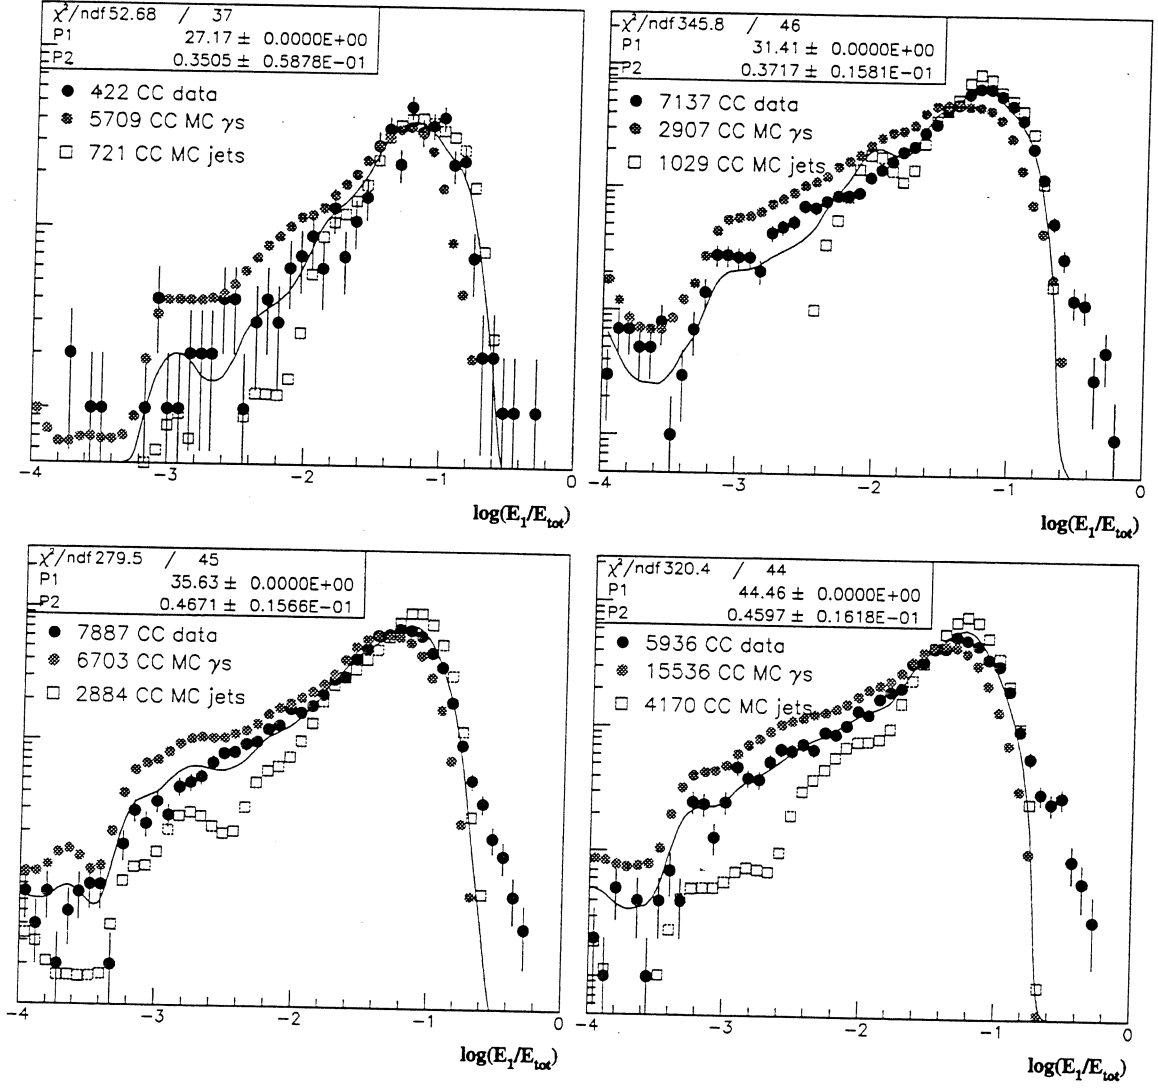 χ²/ndf 52.68 / 37
P1 27.17 ± 0.0000E+00
P2 0.3505 ± 0.5878E-01
422 CC data
5709 CC MC γs
721 CC MC jets
-4 -3 -2 -1 0
log(E₁/Eₜₒₜ)
χ²/ndf 345.8 / 46
P1 31.41 ± 0.0000E+00
P2 0.3717 ± 0.1581E-01
7137 CC data
2907 CC MC γs
1029 CC MC jets
-4 -3 -2 -1 0
log(E₁/Eₜₒₜ)
χ²/ndf 279.5 / 45
P1 35.63 ± 0.0000E+00
P2 0.4671 ± 0.1566E-01
7887 CC data
6703 CC MC γs
2884 CC MC jets
-4 -3 -2 -1 0
log(E₁/Eₜₒₜ)
χ²/ndf 320.4 / 44
P1 44.46 ± 0.0000E+00
P2 0.4597 ± 0.1618E-01
5936 CC data
15536 CC MC γs
4170 CC MC jets
-4 -3 -2 -1 0
log(E₁/Eₜₒₜ)